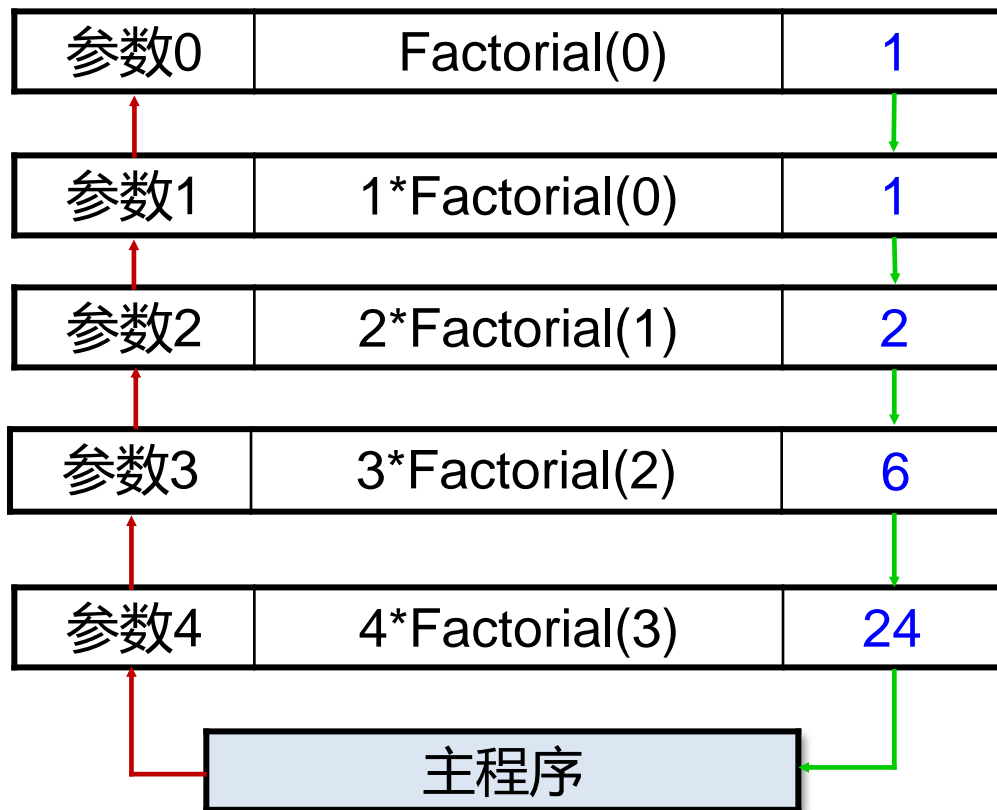 参数0 Factorial(0) 1
参数1 1*Factorial(0) 1
参数2 2*Factorial(1) 2
参数3 3*Factorial(2) 6
参数4 4*Factorial(3) 24
主程序